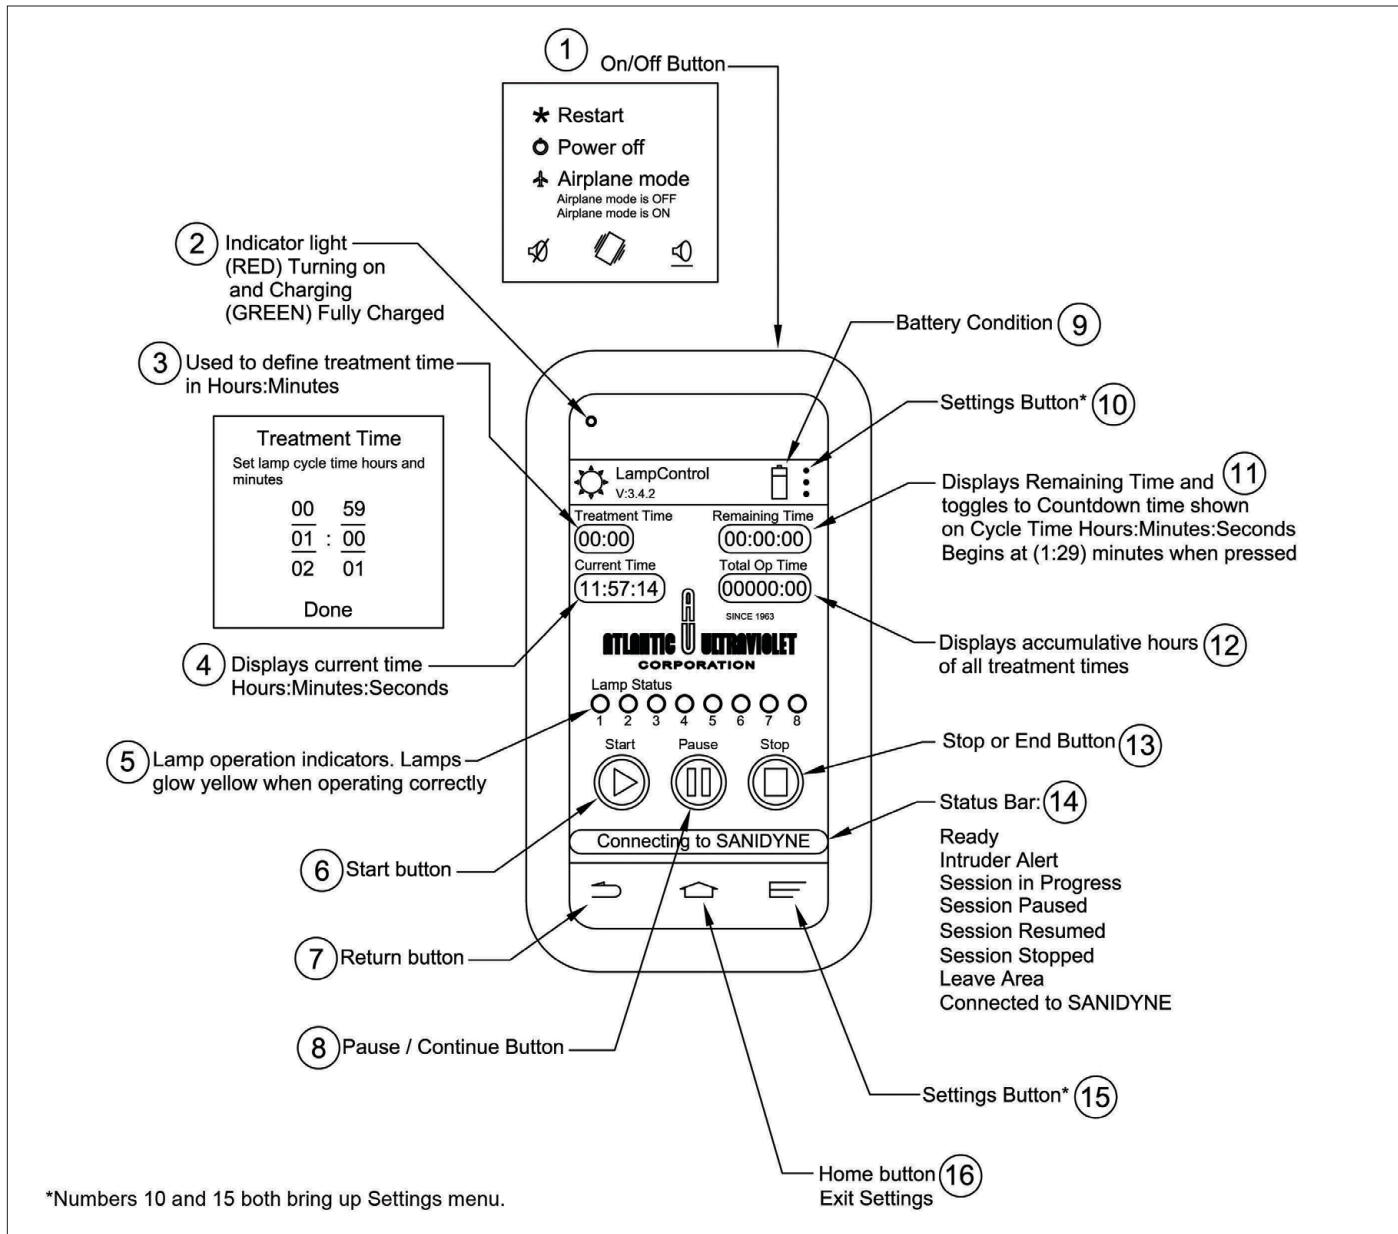 1
On/Off Button
Restart
Power off
Airplane mode
Airplane mode is OFF
Airplane mode is ON
2
Indicator light
(RED) Turning on
and Charging
(GREEN) Fully Charged
3
Used to define treatment time
in Hours:Minutes
Treatment Time
Set lamp cycle time hours and
minutes
00 59
01 : 00
02 01
Done
4
Displays current time
Hours:Minutes:Seconds
5
Lamp operation indicators. Lamps
glow yellow when operating correctly
6
Start button
7
Return button
8
Pause / Continue Button
LampControl
V:3.4.2
Treatment Time
00:00
Remaining Time
00:00:00
Current Time
11:57:14
Total Op Time
00000:00
AU
SINCE 1963
ATLANTIC ULTRAVIOLET
CORPORATION
Lamp Status
1 2 3 4 5 6 7 8
Start Pause Stop
Connecting to SANIDYNE
Battery Condition
9
Settings Button*
10
Displays Remaining Time and
11
toggles to Countdown time shown
on Cycle Time Hours:Minutes:Seconds
Begins at (1:29) minutes when pressed
Displays accumulative hours
12
of all treatment times
Stop or End Button
13
Status Bar:
14
Ready
Intruder Alert
Session in Progress
Session Paused
Session Resumed
Session Stopped
Leave Area
Connected to SANIDYNE
Settings Button*
15
Home button
16
Exit Settings
*Numbers 10 and 15 both bring up Settings menu.